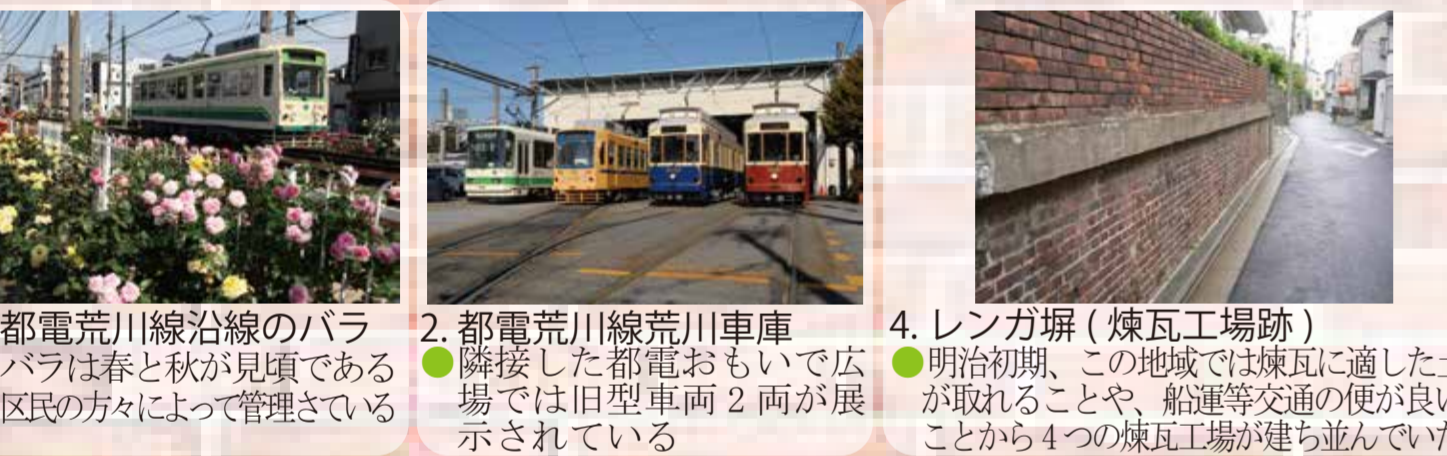 都電荒川線沿線のバラ
バラは春と秋が見頃である
区民の方々によって管理さている
2. 都電荒川線荒川車庫
●隣接した都電おもいで広
場では旧型車両2両が展
示されている
4. レンガ塀 ( 煉瓦工場跡 )
●明治初期、この地域では煉瓦に適した土
が取れることや、船運等交通の便が良い
ことから4つの煉瓦工場が建ち並んでいた